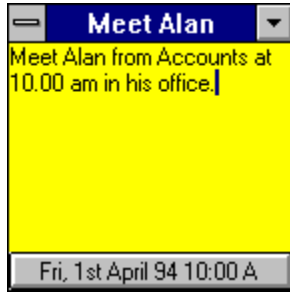 Meet Alan
Meet Alan from Accounts at
10.00 am in his office.
Fri, 1st April 94 10:00 A